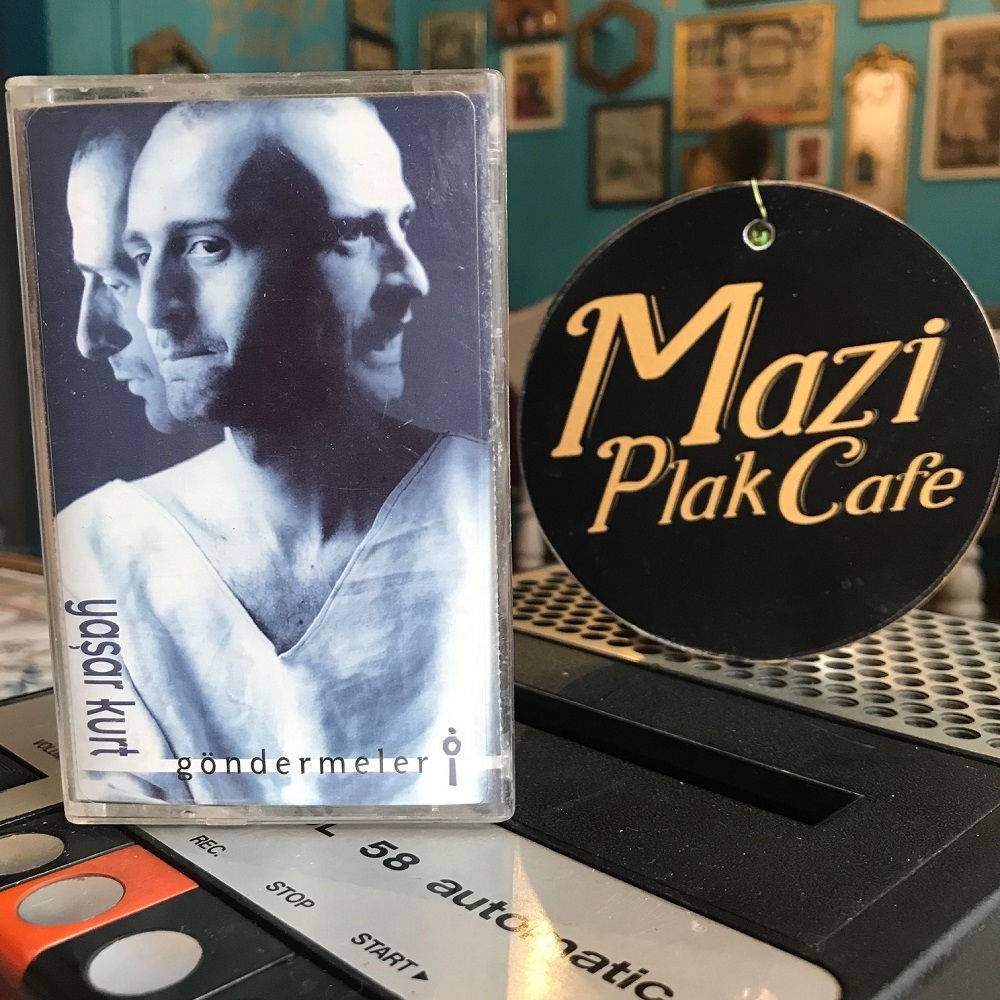 yaşar kurt
göndermeler
Mazi
Plak Cafe
REC.
STOP
START
58 automatic